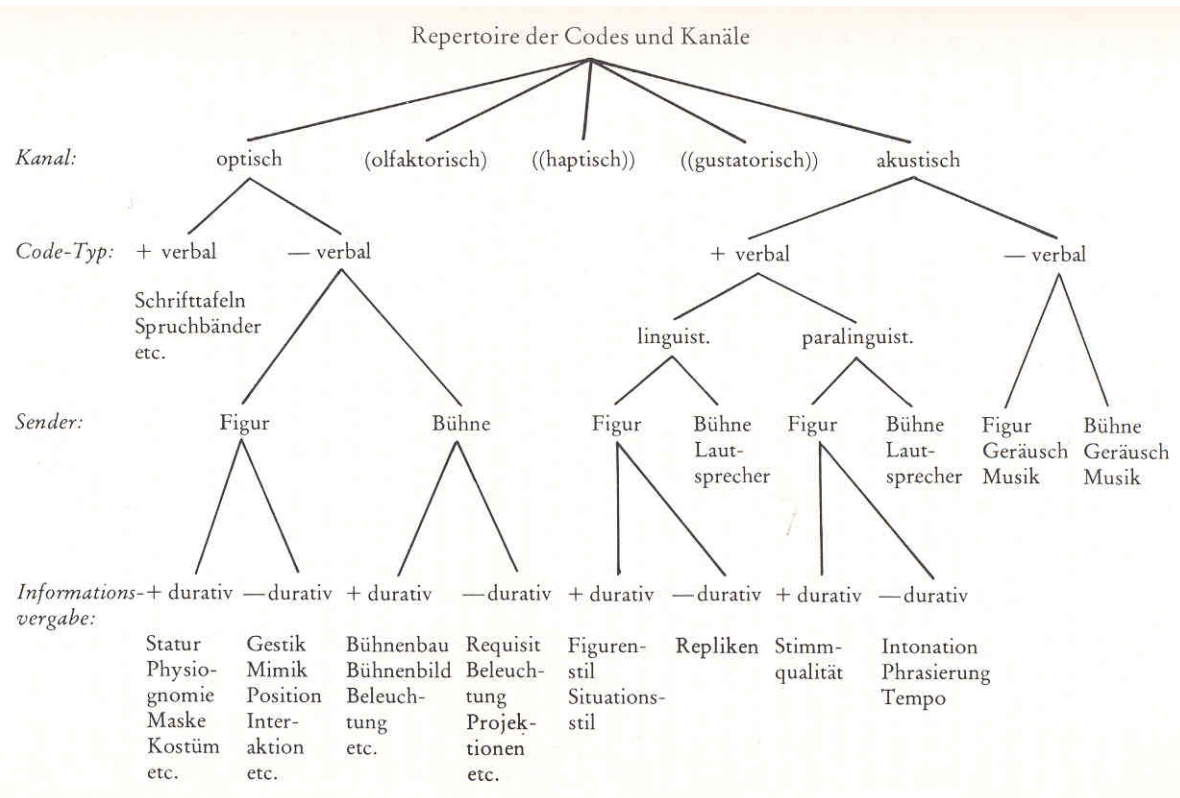 Repertoire der Codes und Kanäle
Kanal: optisch (olfaktorisch) ((haptisch)) ((gustatorisch)) akustisch
Code-Typ: + verbal — verbal + verbal — verbal
Schrifttafeln
Spruchbänder
etc.
linguist. paralinguist.
Sender: Figur Bühne Figur Bühne Figur Bühne Figur Bühne
Laut- Laut- Geräusch Geräusch
sprecher sprecher Musik Musik
Informations- + durativ — durativ + durativ — durativ + durativ — durativ + durativ — durativ
vergabe:
Statur Gestik Bühnenbau Requisit Figuren- Repliken Stimm- Intonation
Physio- Mimik Bühnenbild Beleuch- stil qualität Phrasierung
gnomie Position Beleuch- tung Situations- Tempo
Maske Inter- tung Projek- stil
Kostüm aktion etc. tionen
etc. etc. etc.